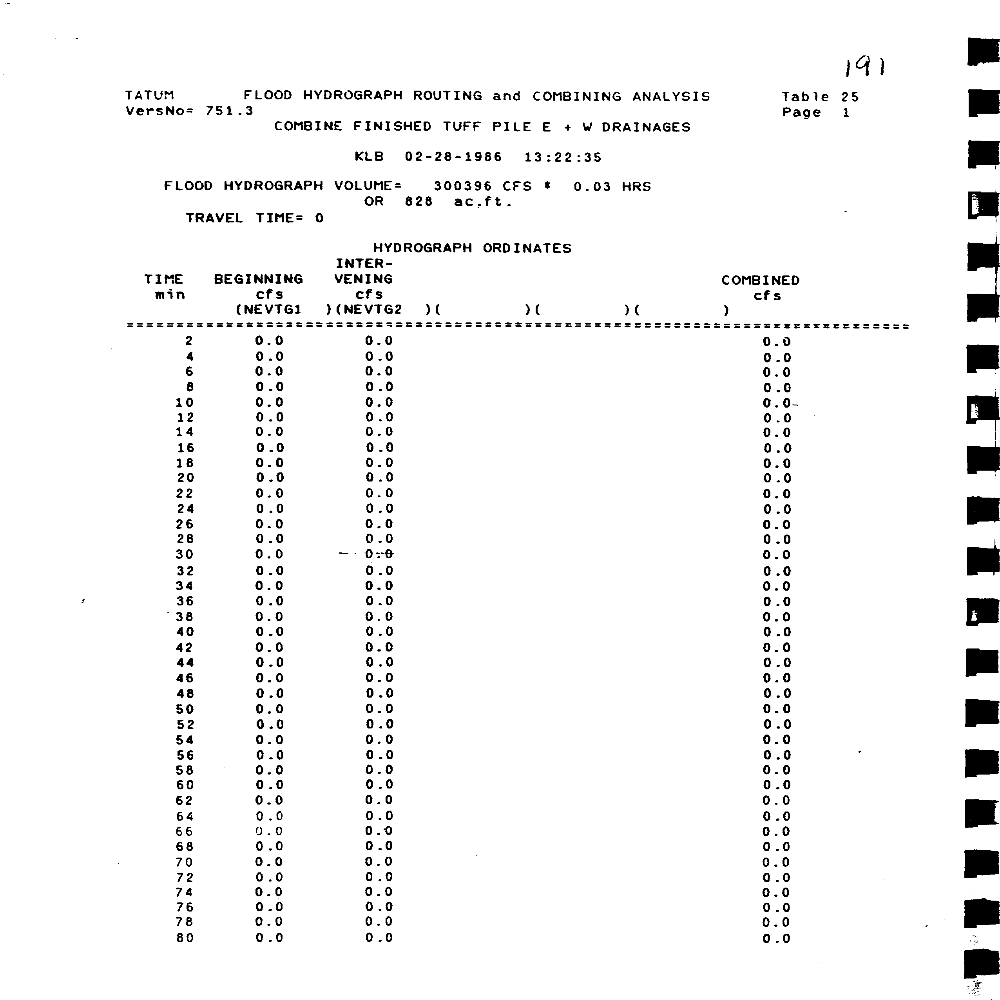 191
TATUM FLOOD HYDROGRAPH ROUTING and COMBINING ANALYSIS Table 25
VersNo= 751.3 Page 1
COMBINE FINISHED TUFF PILE E + W DRAINAGES
KLB 02-28-1986 13:22:35
FLOOD HYDROGRAPH VOLUME= 300396 CFS * 0.03 HRS
OR 828 ac.ft.
TRAVEL TIME= 0
HYDROGRAPH ORDINATES
INTER-
TIME BEGINNING VENING COMBINED
min cfs cfs cfs
(NEVTG1 )(NEVTG2 )( )( )( )
================================================================================
2 0.0 0.0 0.0
4 0.0 0.0 0.0
6 0.0 0.0 0.0
8 0.0 0.0 0.0
10 0.0 0.0 0.0
12 0.0 0.0 0.0
14 0.0 0.0 0.0
16 0.0 0.0 0.0
18 0.0 0.0 0.0
20 0.0 0.0 0.0
22 0.0 0.0 0.0
24 0.0 0.0 0.0
26 0.0 0.0 0.0
28 0.0 0.0 0.0
30 0.0 0.0 0.0
32 0.0 0.0 0.0
34 0.0 0.0 0.0
36 0.0 0.0 0.0
38 0.0 0.0 0.0
40 0.0 0.0 0.0
42 0.0 0.0 0.0
44 0.0 0.0 0.0
46 0.0 0.0 0.0
48 0.0 0.0 0.0
50 0.0 0.0 0.0
52 0.0 0.0 0.0
54 0.0 0.0 0.0
56 0.0 0.0 0.0
58 0.0 0.0 0.0
60 0.0 0.0 0.0
62 0.0 0.0 0.0
64 0.0 0.0 0.0
66 0.0 0.0 0.0
68 0.0 0.0 0.0
70 0.0 0.0 0.0
72 0.0 0.0 0.0
74 0.0 0.0 0.0
76 0.0 0.0 0.0
78 0.0 0.0 0.0
80 0.0 0.0 0.0